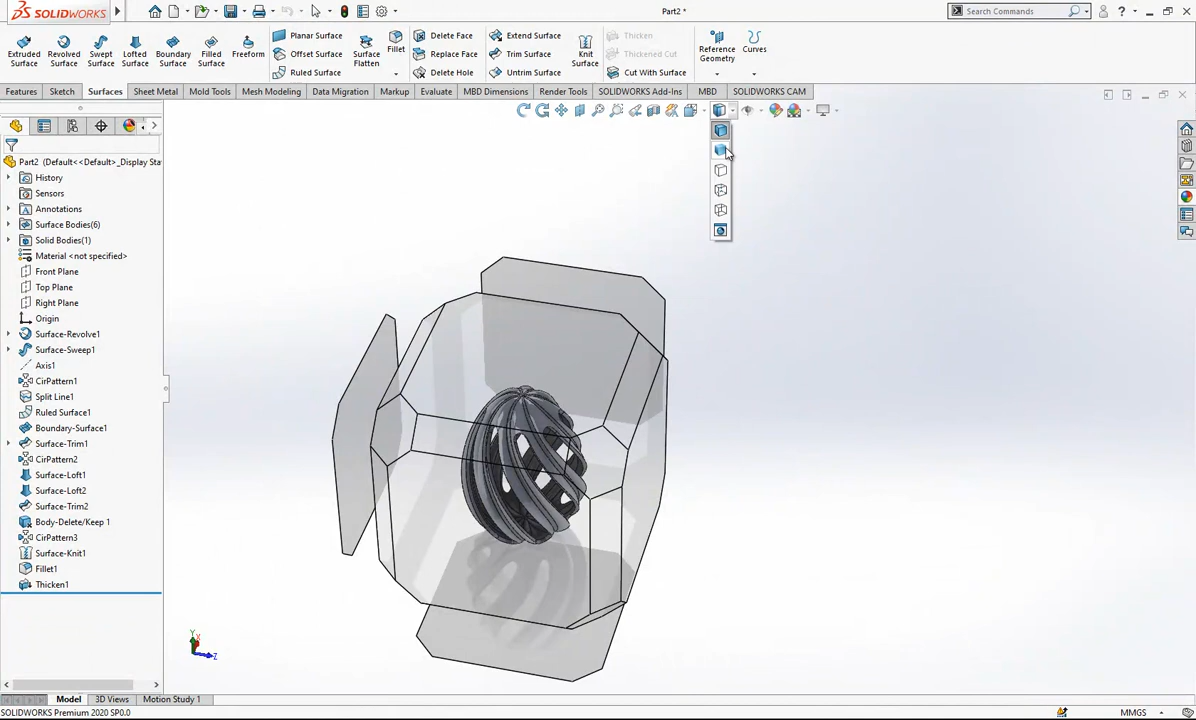 SOLIDWORKS
Part2 *
Search Commands
Extruded Surface
Revolved Surface
Swept Surface
Lofted Surface
Boundary Surface
Filled Surface
Freeform
Planar Surface
Offset Surface
Ruled Surface
Surface Flatten
Fillet
Delete Face
Replace Face
Delete Hole
Extend Surface
Trim Surface
Untrim Surface
Knit Surface
Thicken
Thickened Cut
Cut With Surface
Reference Geometry
Curves
Features
Sketch
Surfaces
Sheet Metal
Mold Tools
Mesh Modeling
Data Migration
Markup
Evaluate
MBD Dimensions
Render Tools
SOLIDWORKS Add-Ins
MBD
SOLIDWORKS CAM
Part2 (Default<<Default>_Display Sta
History
Sensors
Annotations
Surface Bodies(6)
Solid Bodies(1)
Material <not specified>
Front Plane
Top Plane
Right Plane
Origin
Surface-Revolve1
Surface-Sweep1
Axis1
CirPattern1
Split Line1
Ruled Surface1
Boundary-Surface1
Surface-Trim1
CirPattern2
Surface-Loft1
Surface-Loft2
Surface-Trim2
Body-Delete/Keep 1
CirPattern3
Surface-Knit1
Fillet1
Thicken1
Y
X
Z
Model
3D Views
Motion Study 1
SOLIDWORKS Premium 2020 SP0.0
MMGS